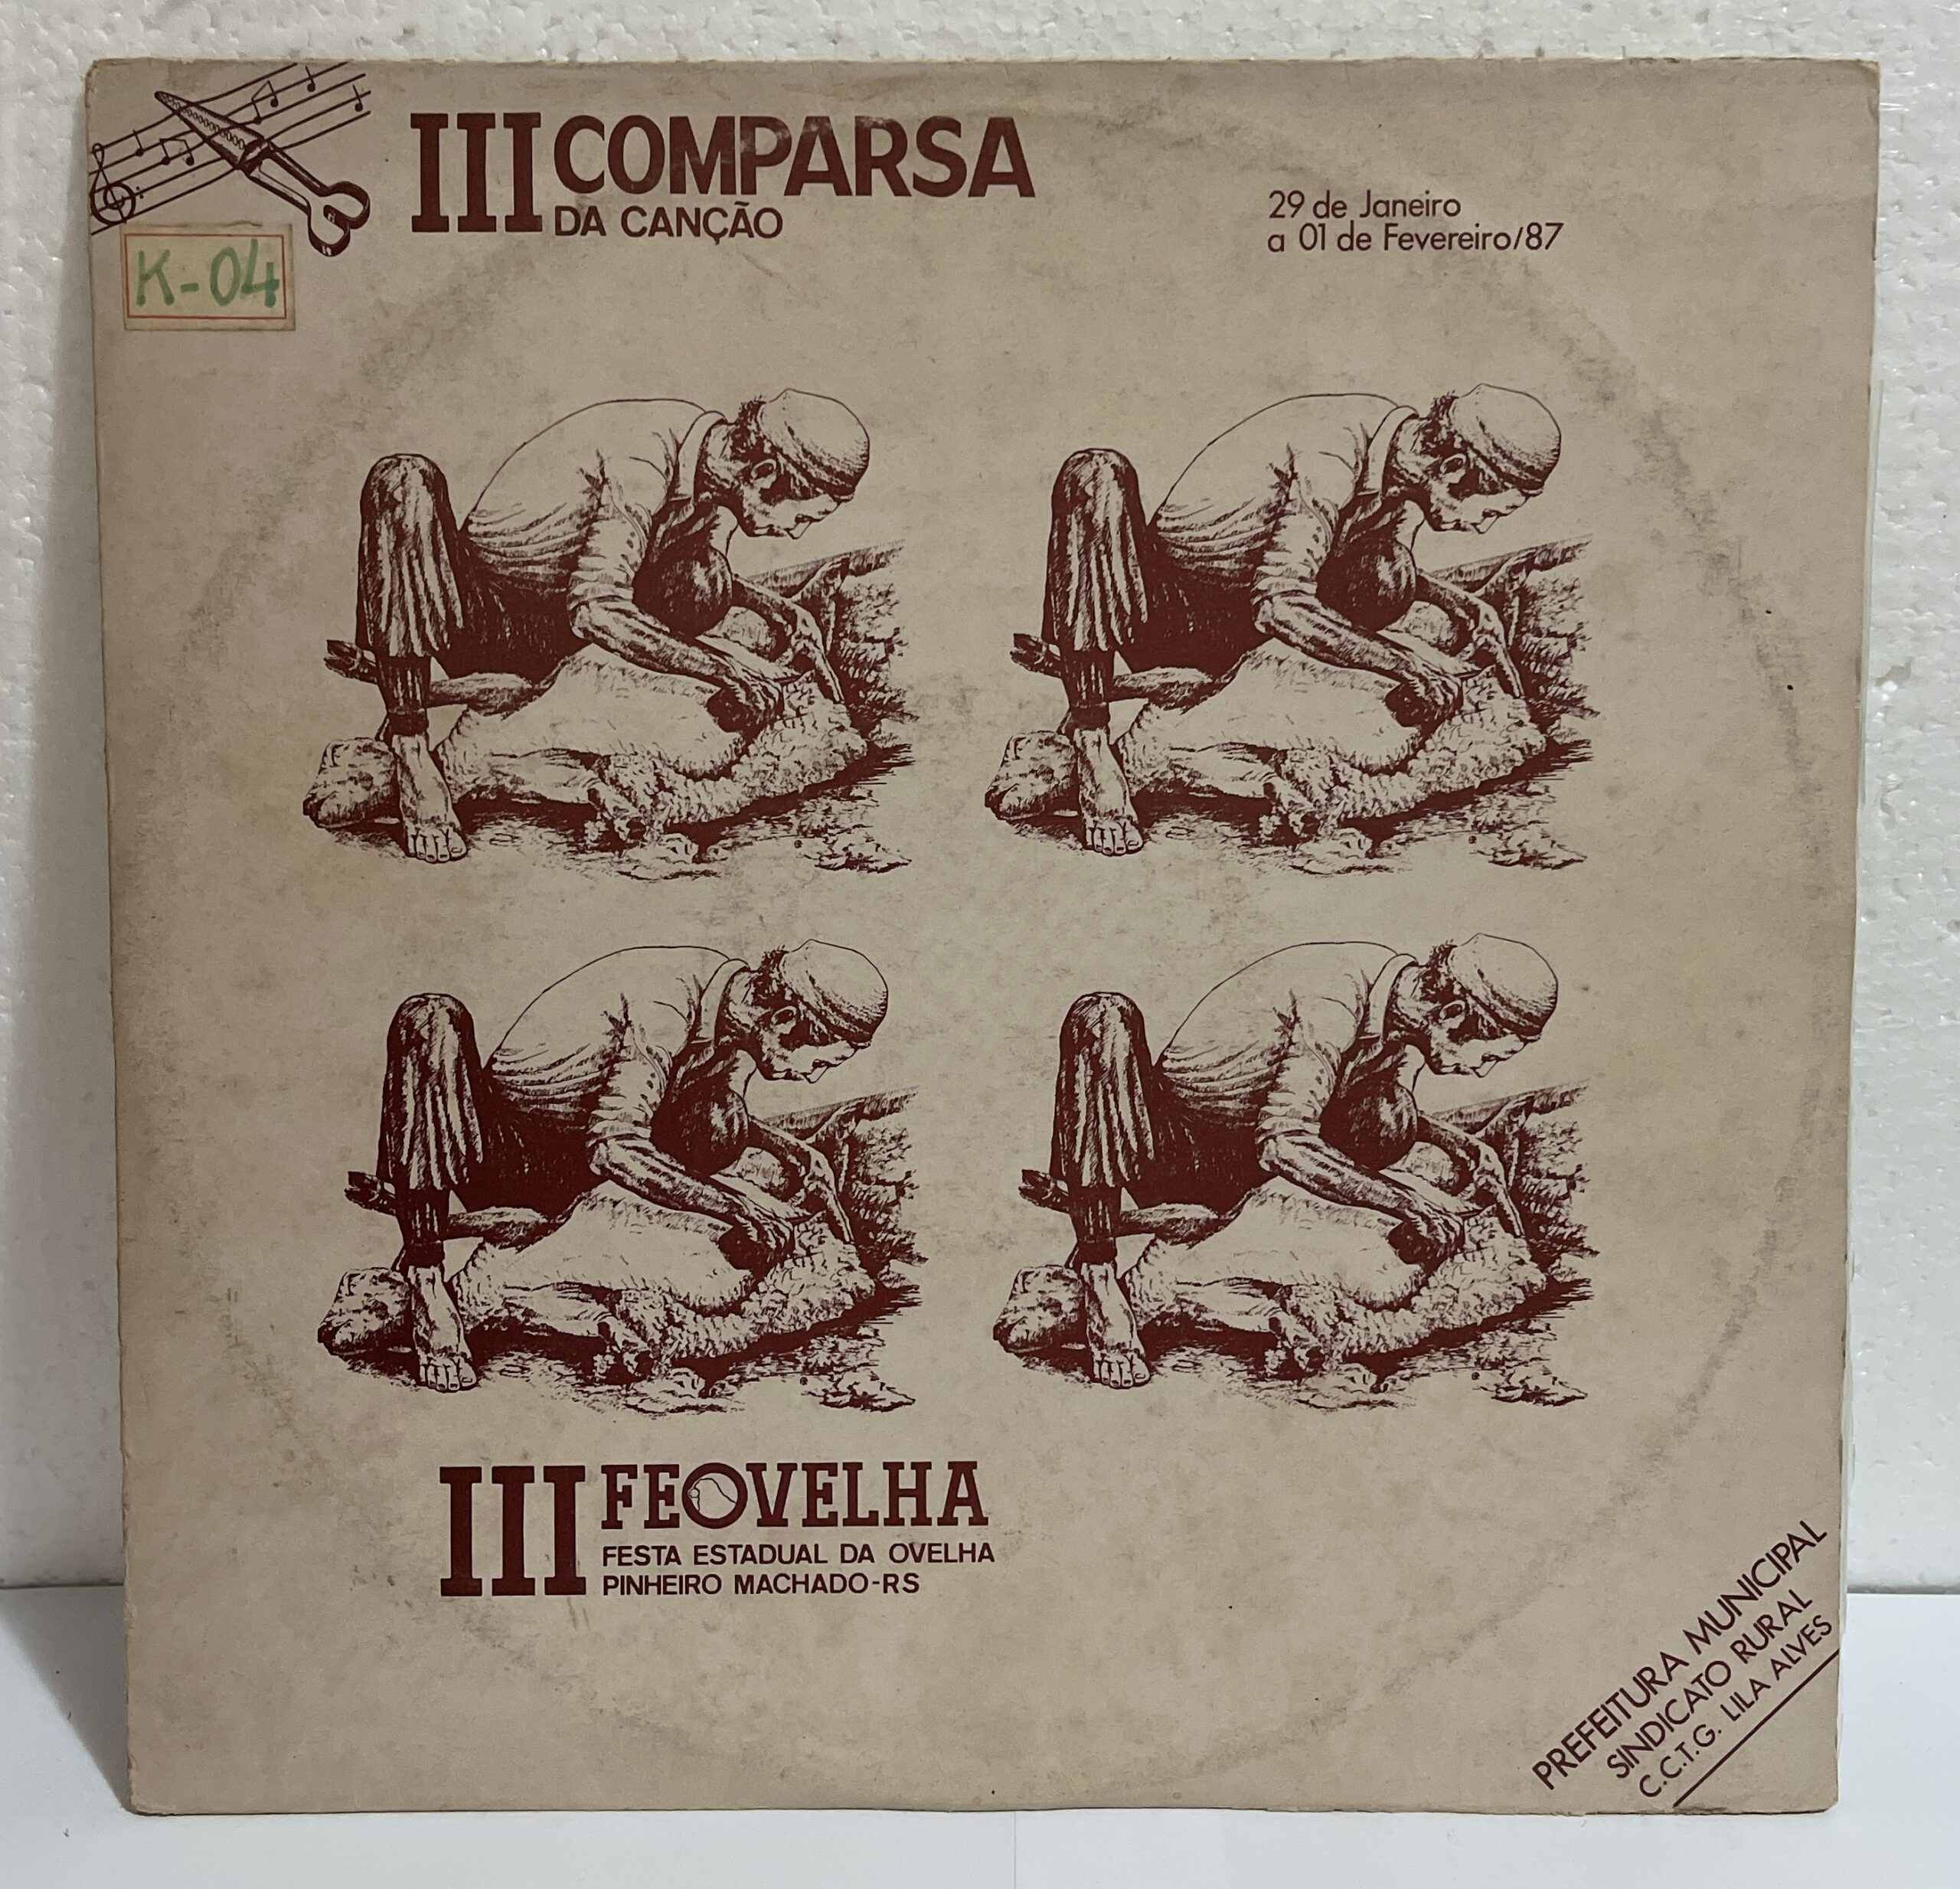 III COMPARSA
DA CANÇÃO
29 de Janeiro
a 01 de Fevereiro/87
K-04
III FEOVELHA
FESTA ESTADUAL DA OVELHA
PINHEIRO MACHADO-RS
PREFEITURA MUNICIPAL
SINDICATO RURAL
C.C.T.G. LILA ALVES